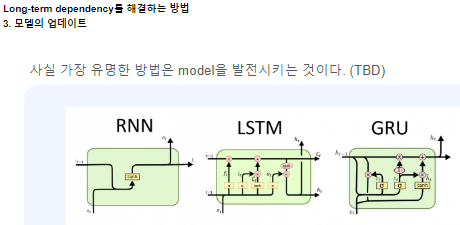 Long-term dependency를 해결하는 방법
3. 모델의 업데이트
사실 가장 유명한 방법은 model을 발전시키는 것이다. (TBD)
RNN LSTM GRU
tanh
tanh
tanh
tanh